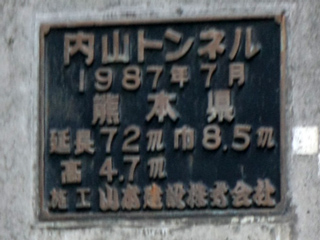 内山トンネル
1987年7月
熊本県
延長72m巾8.5m
高4.7m
施工 建設株式会社